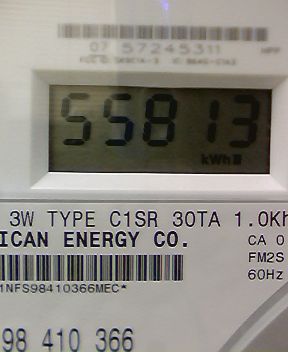 07 57245311
55813
kWh
3W TYPE C1SR 30TA 1.0Kh
ICAN ENERGY CO.
CA 0
FM2S
60Hz
1NFS98410366MEC*
98 410 366